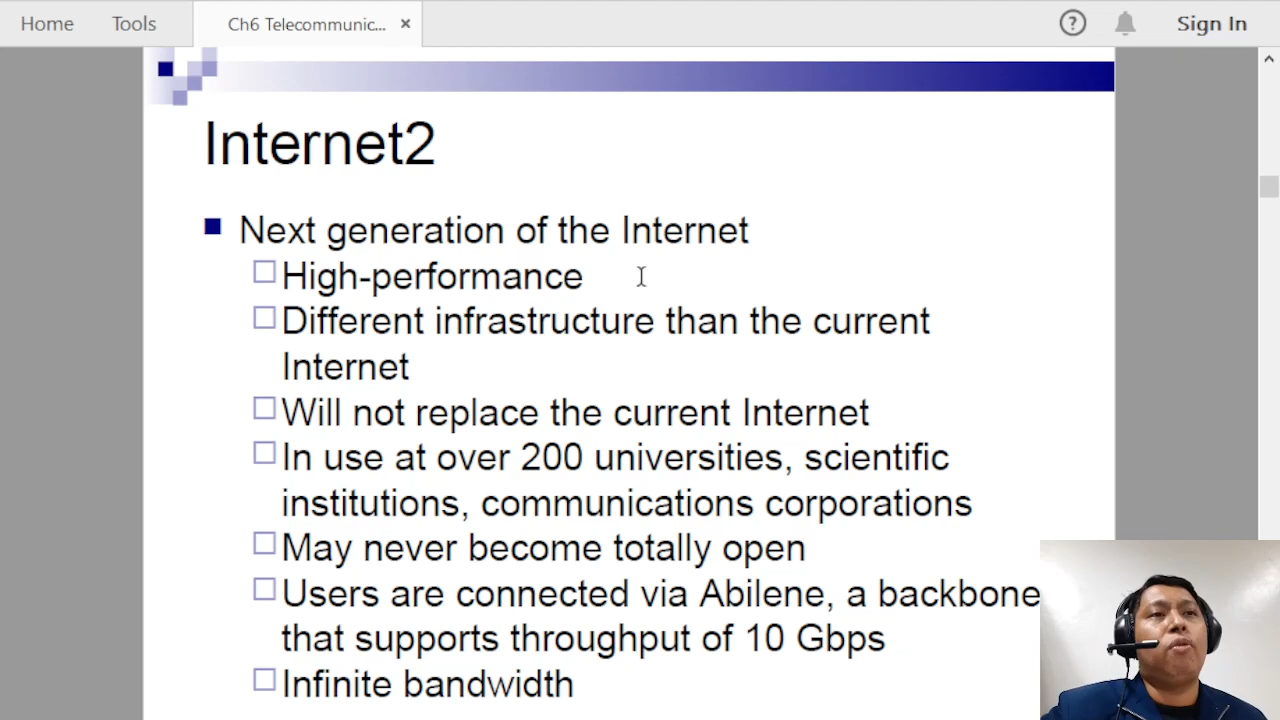 Home Tools Ch6 Telecommunic... × Sign In
Internet2
Next generation of the Internet
High-performance
Different infrastructure than the current
Internet
Will not replace the current Internet
In use at over 200 universities, scientific
institutions, communications corporations
May never become totally open
Users are connected via Abilene, a backbone
that supports throughput of 10 Gbps
Infinite bandwidth